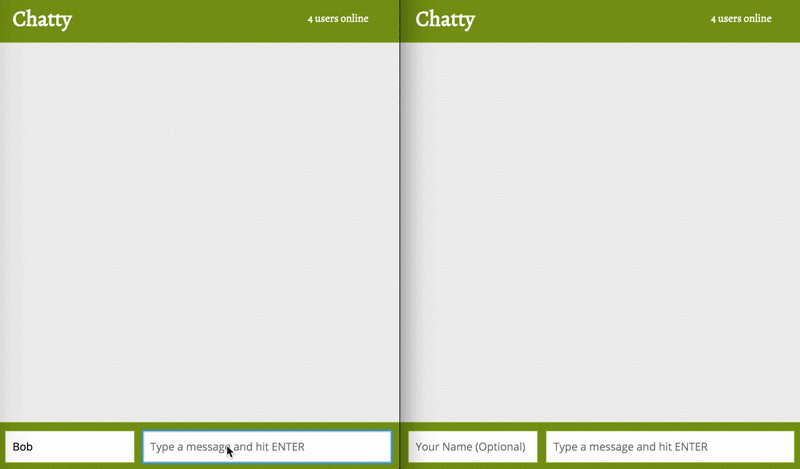 Chatty
4 users online
Bob
Type a message and hit ENTER
Chatty
4 users online
Your Name (Optional)
Type a message and hit ENTER